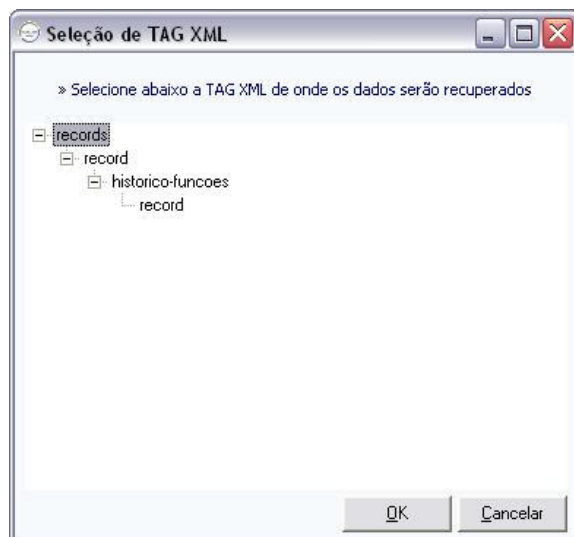 Seleção de TAG XML
» Selecione abaixo a TAG XML de onde os dados serão recuperados
records
record
historico-funcoes
record
OK Cancelar